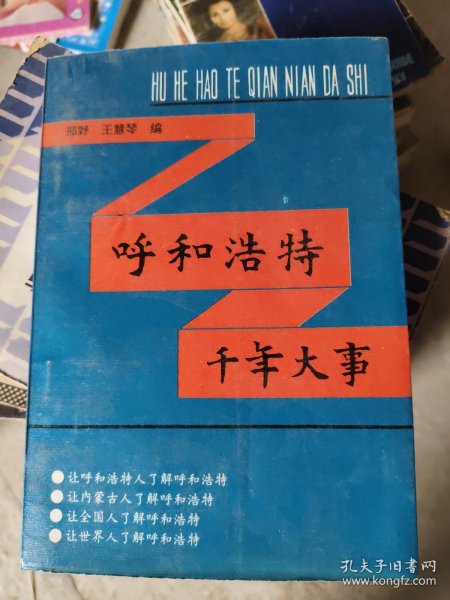 HU HE HAO TE QIAN NIAN DA SHI
邢野 王慧琴 编
呼和浩特
千年大事
●让呼和浩特人了解呼和浩特
●让内蒙古人了解呼和浩特
●让全国人了解呼和浩特
●让世界人了解呼和浩特
孔夫子旧书网
www.kongfz.com